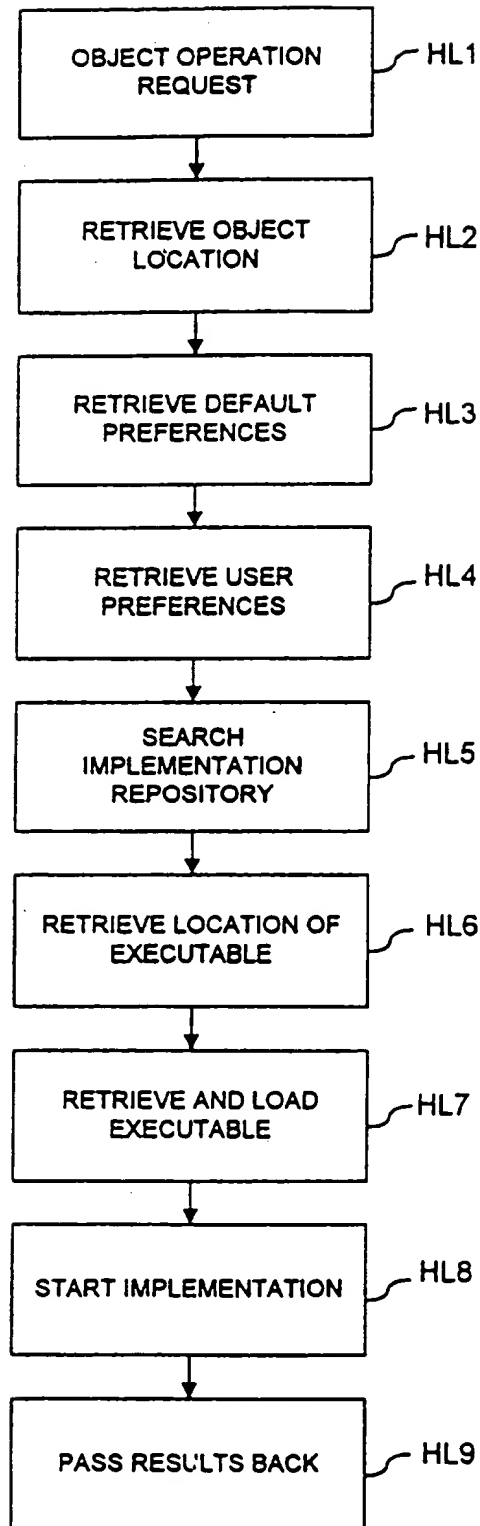 OBJECT OPERATION
REQUEST
HL1
RETRIEVE OBJECT
LOCATION
HL2
RETRIEVE DEFAULT
PREFERENCES
HL3
RETRIEVE USER
PREFERENCES
HL4
SEARCH
IMPLEMENTATION
REPOSITORY
HL5
RETRIEVE LOCATION OF
EXECUTABLE
HL6
RETRIEVE AND LOAD
EXECUTABLE
HL7
START IMPLEMENTATION
HL8
PASS RESULTS BACK
HL9